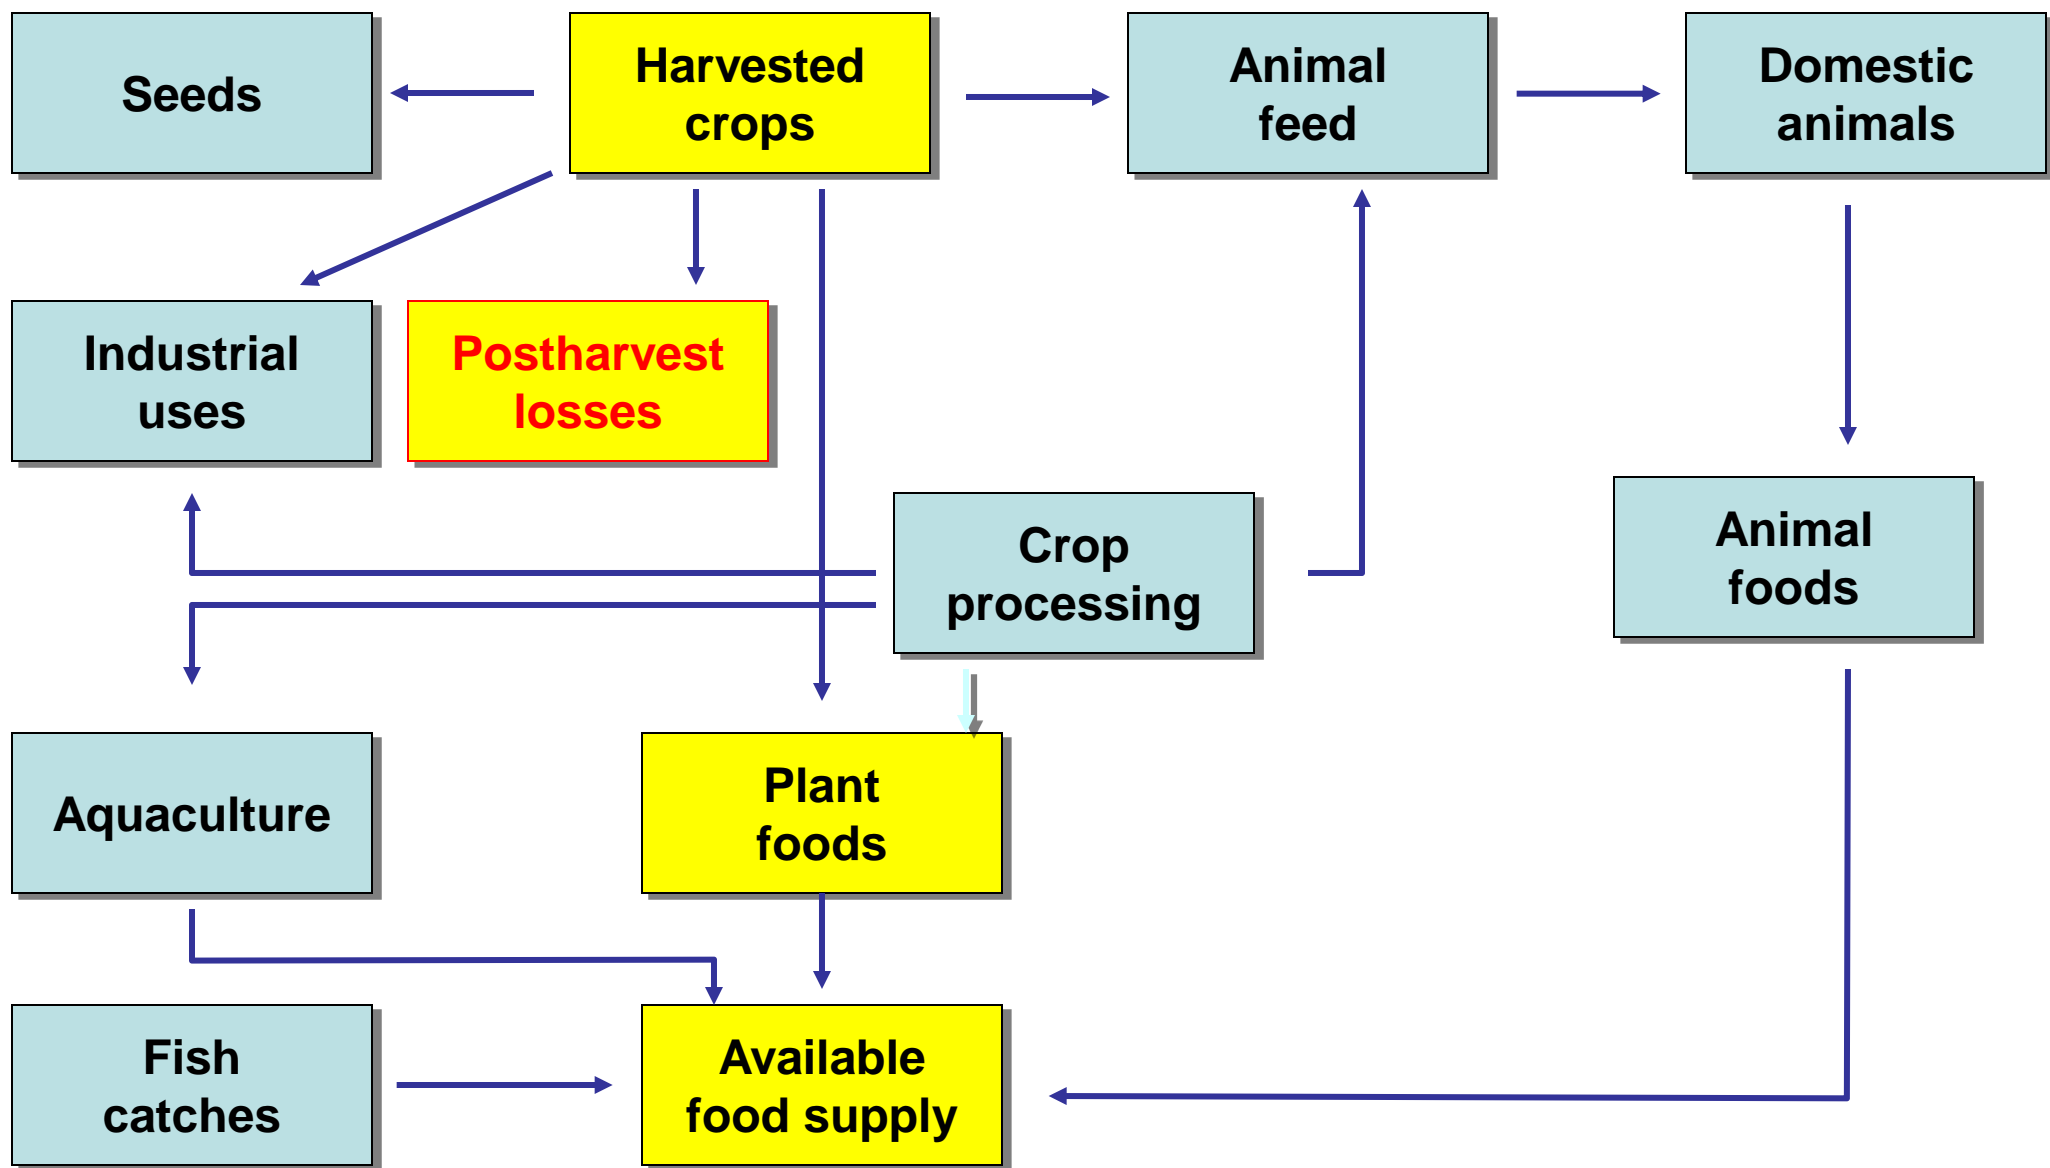 Seeds
Harvested
crops
Animal
feed
Domestic
animals
Industrial
uses
Postharvest
losses
Crop
processing
Animal
foods
Aquaculture
Plant
foods
Fish
catches
Available
food supply